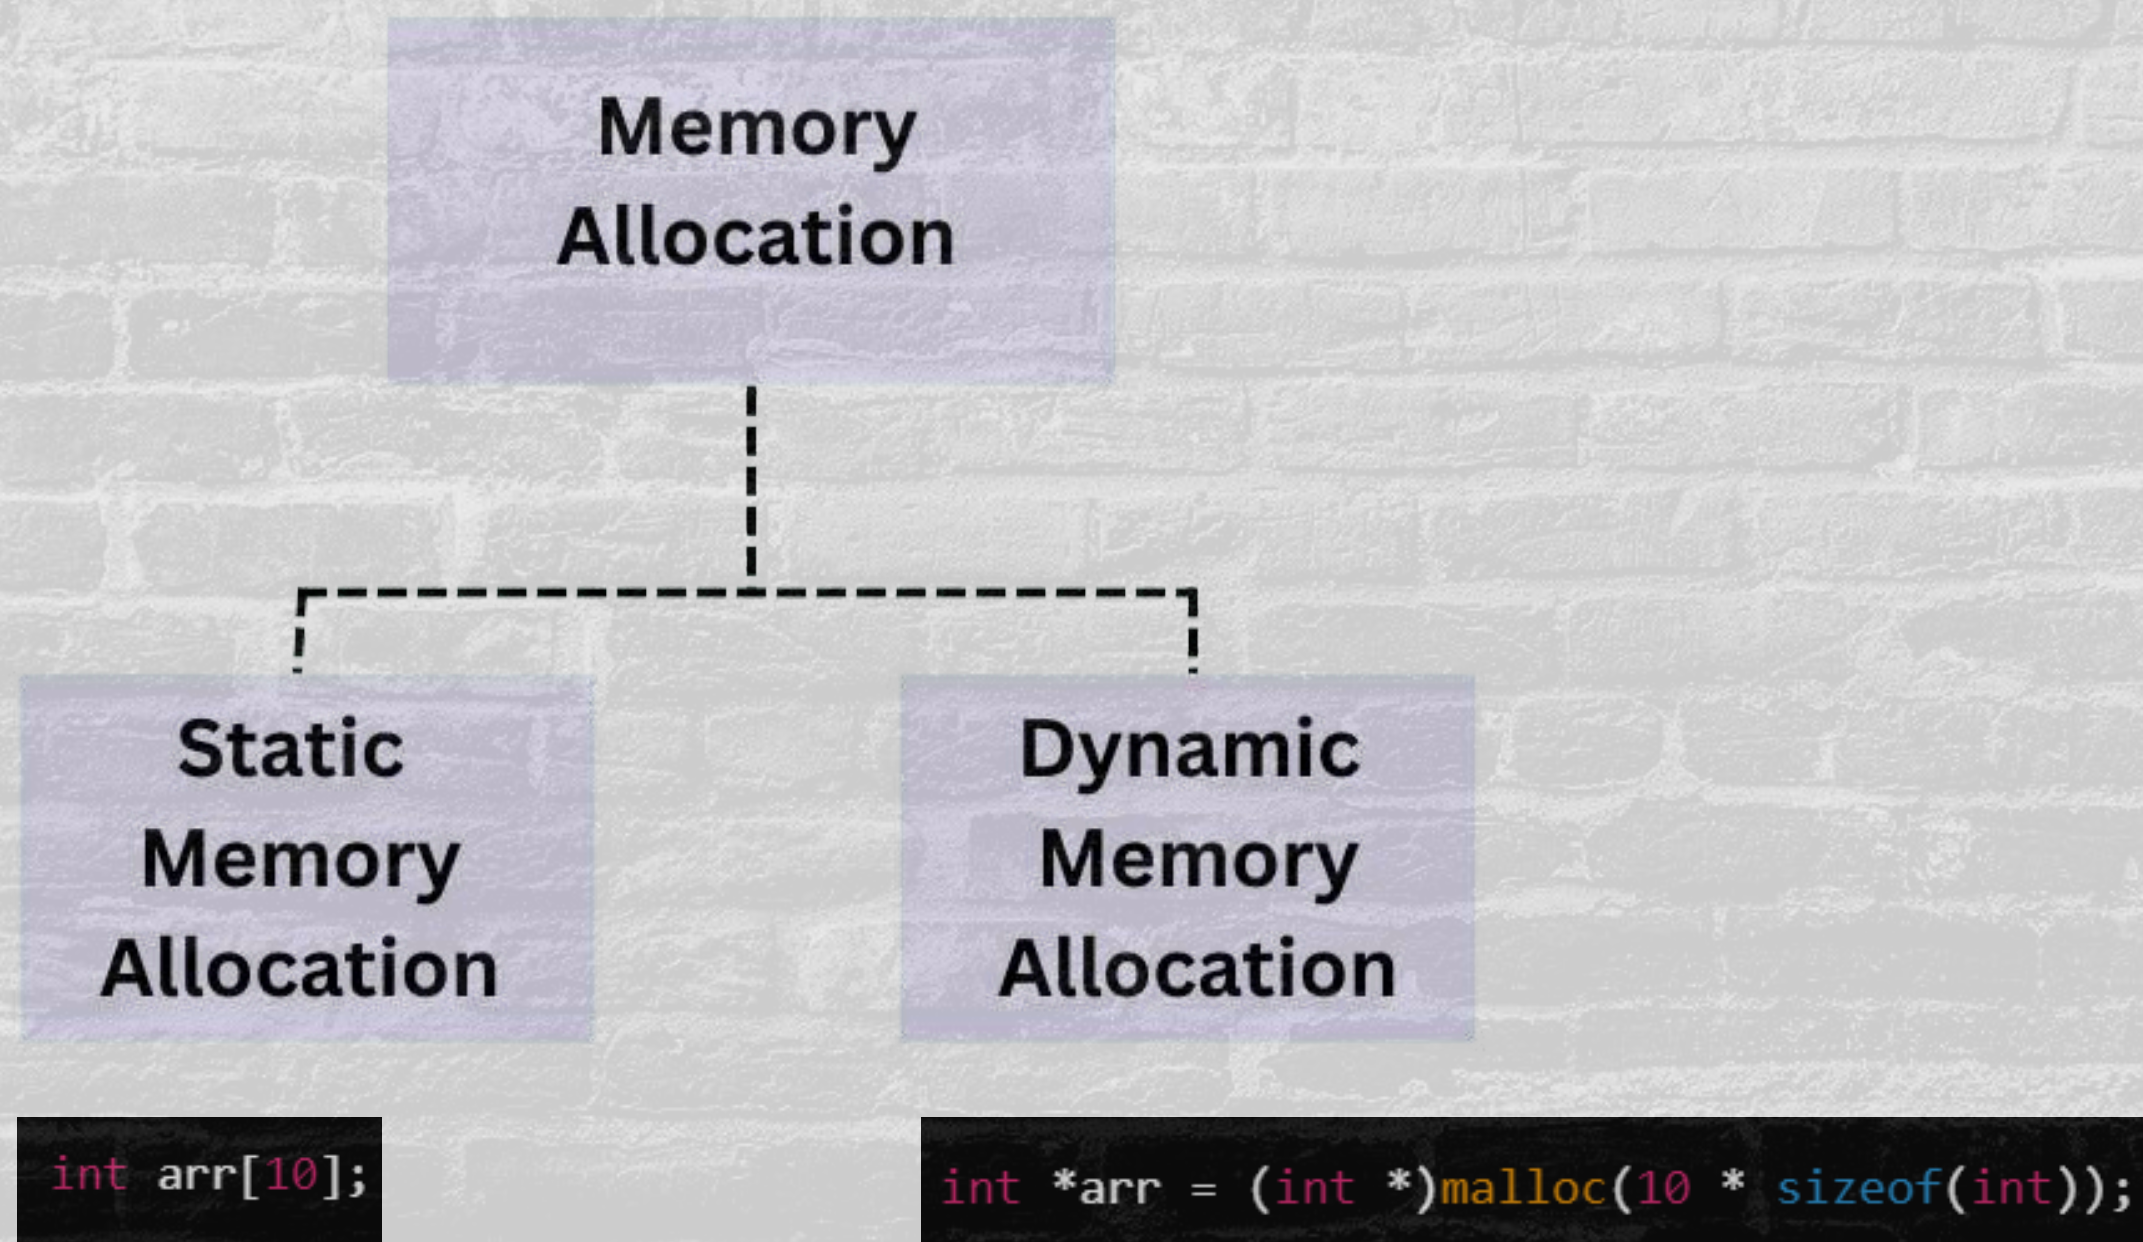 Memory
Allocation
Static
Memory
Allocation
Dynamic
Memory
Allocation
int arr[10];
int *arr = (int *)malloc(10 * sizeof(int));